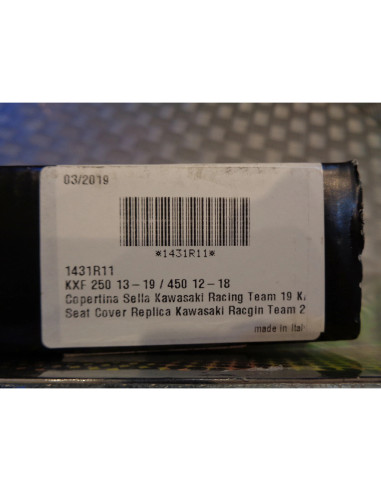 03/2019
*1431R11*
1431R11
KXF 250 13-19 / 450 12-18
Copertina Sella Kawasaki Racing Team 19 K
Seat Cover Replica Kawasaki Racgin Team 2
made in Ital